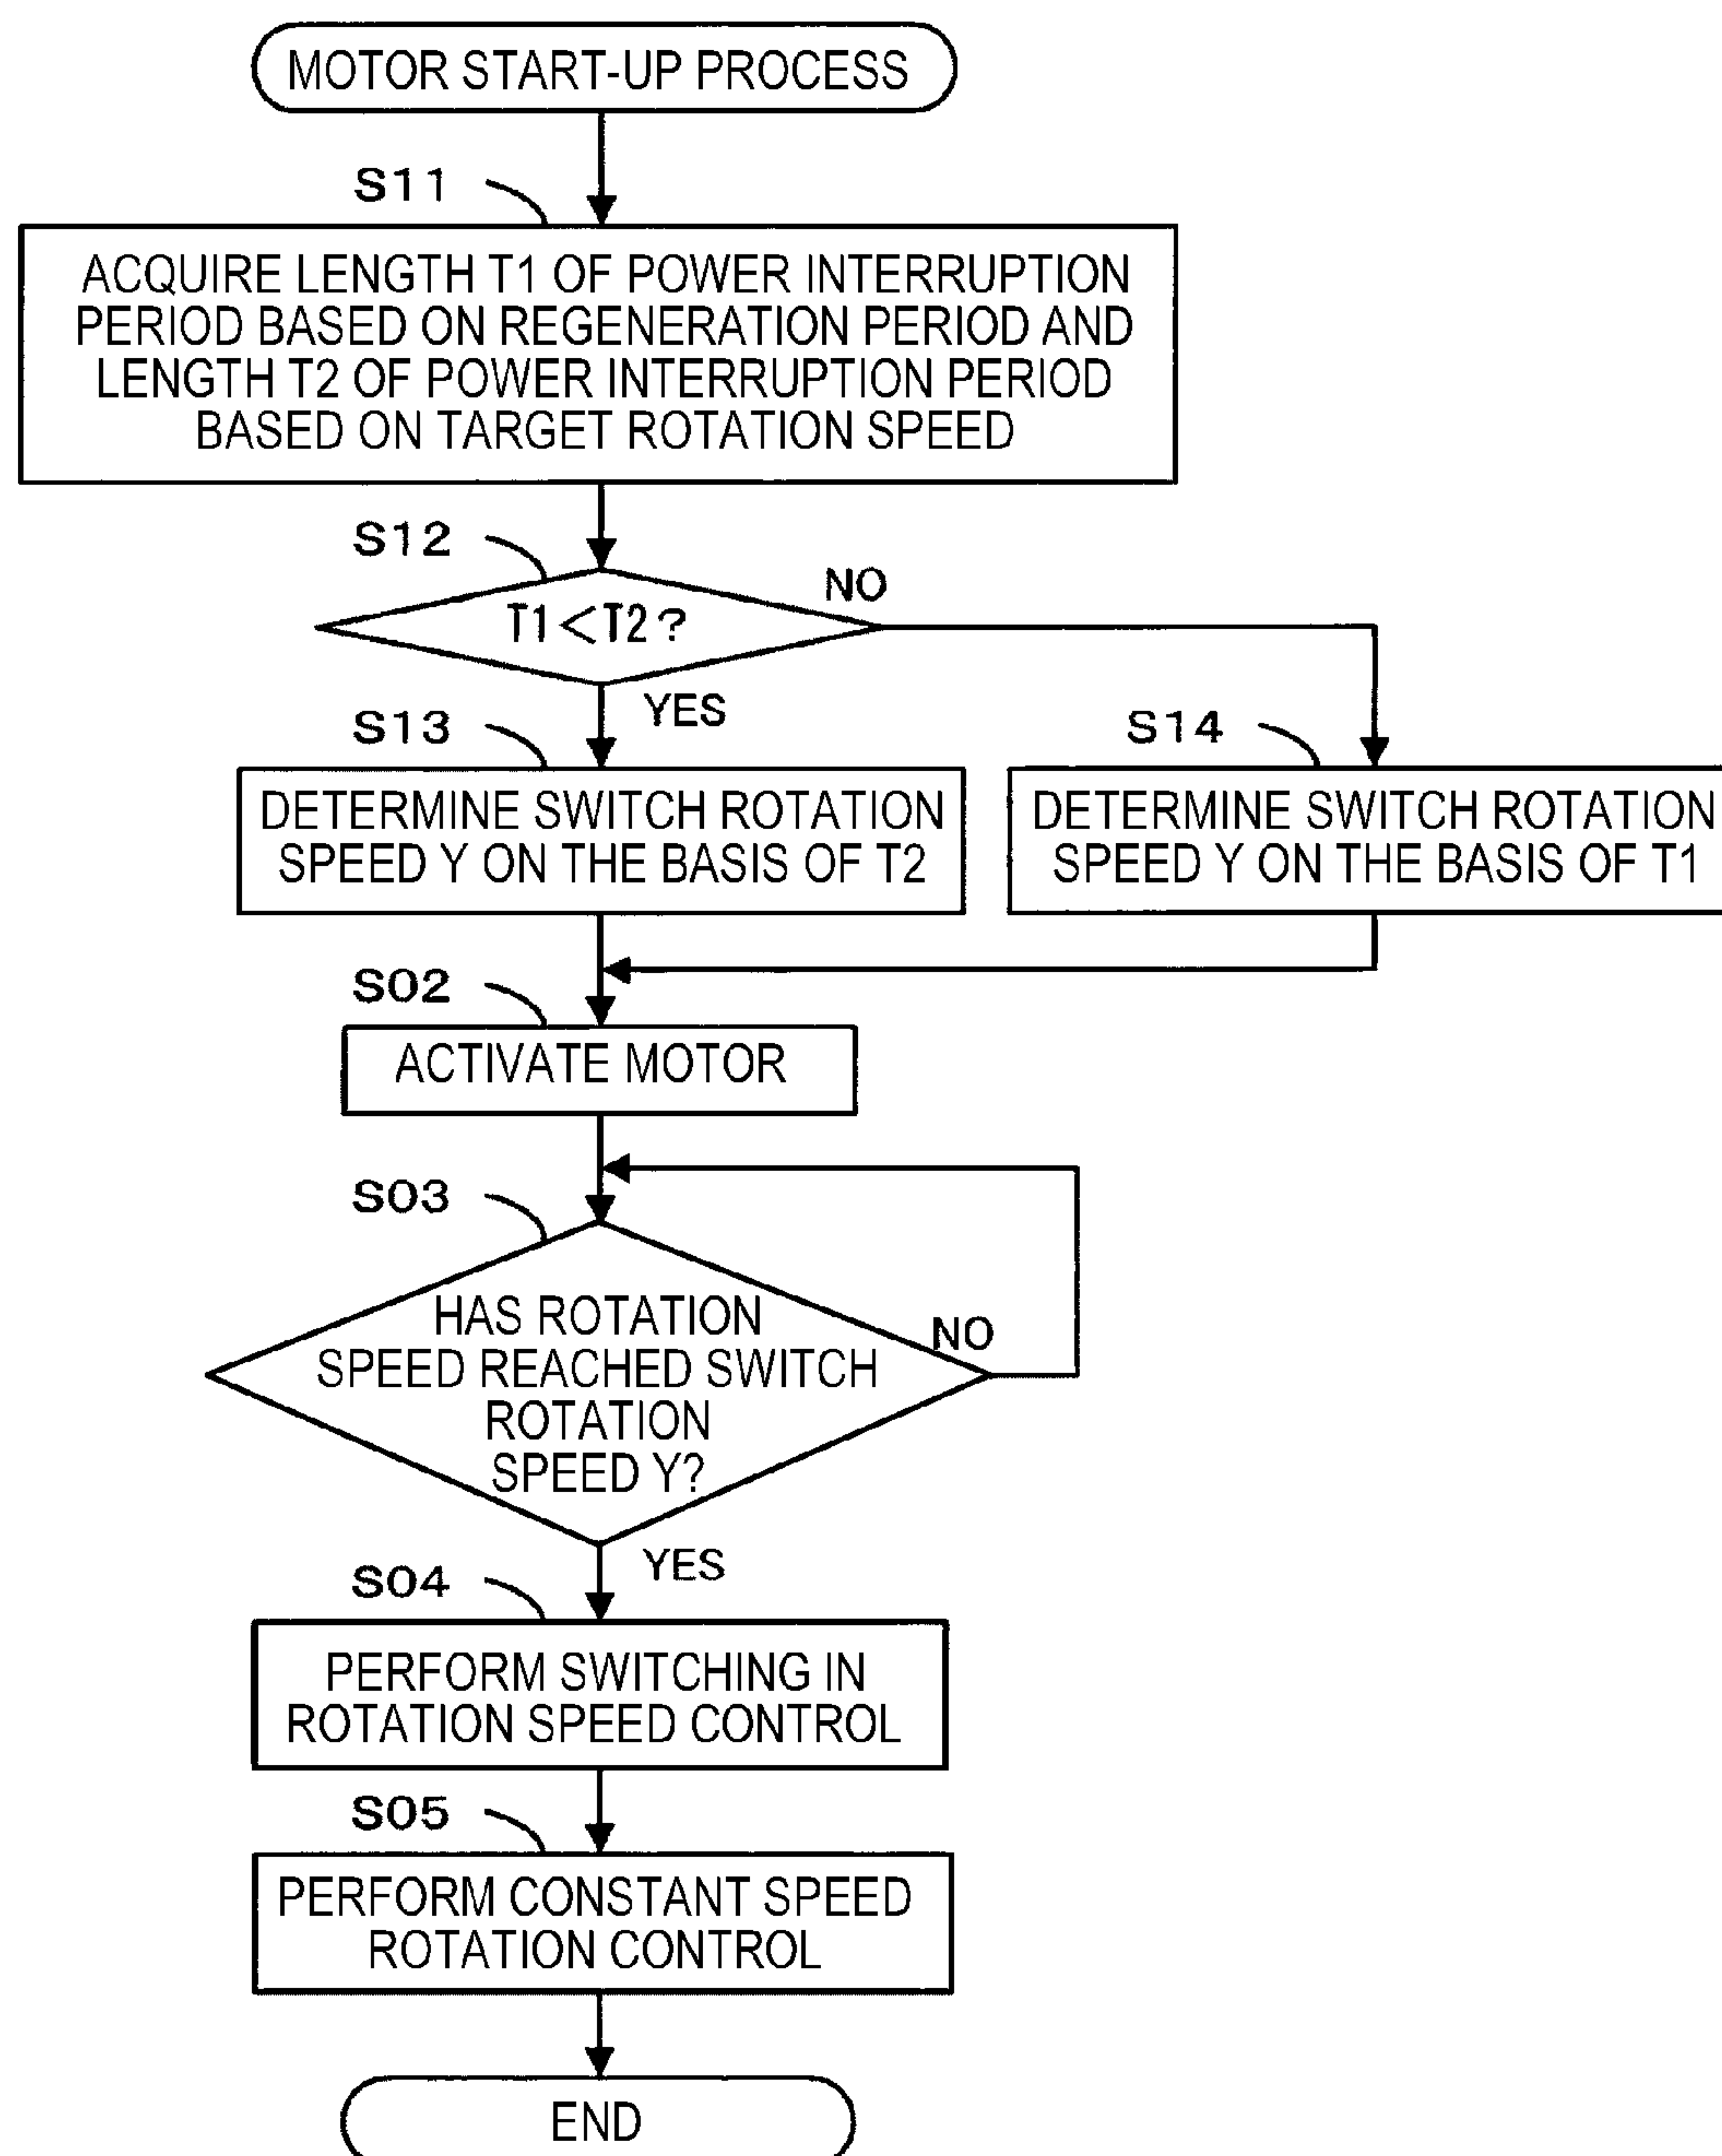 MOTOR START-UP PROCESS
S11
ACQUIRE LENGTH T1 OF POWER INTERRUPTION
PERIOD BASED ON REGENERATION PERIOD AND
LENGTH T2 OF POWER INTERRUPTION PERIOD
BASED ON TARGET ROTATION SPEED
S12
T1<T2?
NO
YES
S13
DETERMINE SWITCH ROTATION
SPEED Y ON THE BASIS OF T2
S14
DETERMINE SWITCH ROTATION
SPEED Y ON THE BASIS OF T1
S02
ACTIVATE MOTOR
S03
HAS ROTATION
SPEED REACHED SWITCH
ROTATION
SPEED Y?
NO
YES
S04
PERFORM SWITCHING IN
ROTATION SPEED CONTROL
S05
PERFORM CONSTANT SPEED
ROTATION CONTROL
END